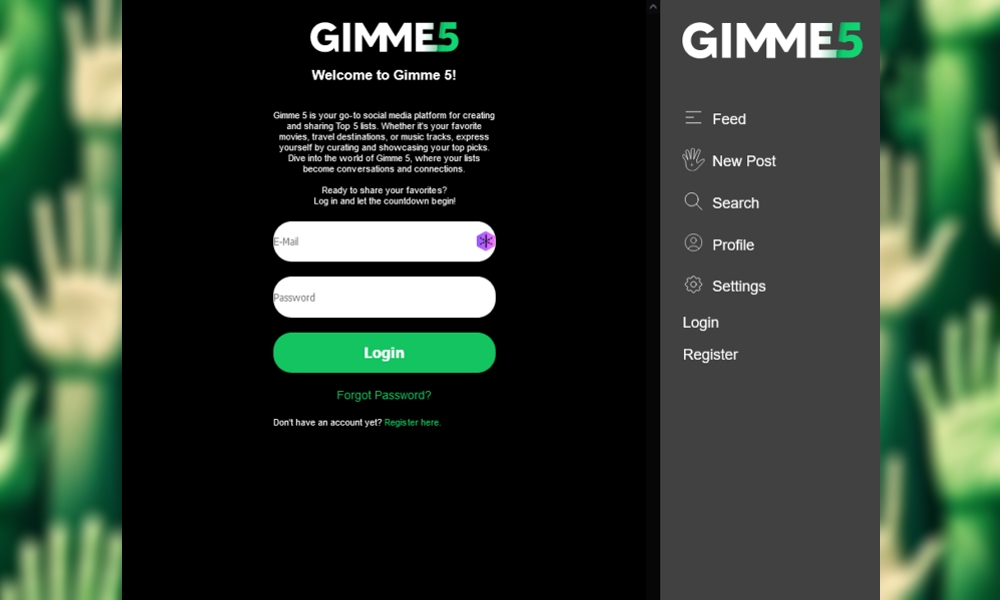 GIMME5
Welcome to Gimme 5!
Gimme 5 is your go-to social media platform for creating
and sharing Top 5 lists. Whether it's your favorite
movies, travel destinations, or music tracks, express
yourself by curating and showcasing your top picks.
Dive into the world of Gimme 5, where your lists
become conversations and connections.
Ready to share your favorites?
Log in and let the countdown begin!
E-Mail
Password
Login
Forgot Password?
Don't have an account yet? Register here.
GIMME5
Feed
New Post
Search
Profile
Settings
Login
Register